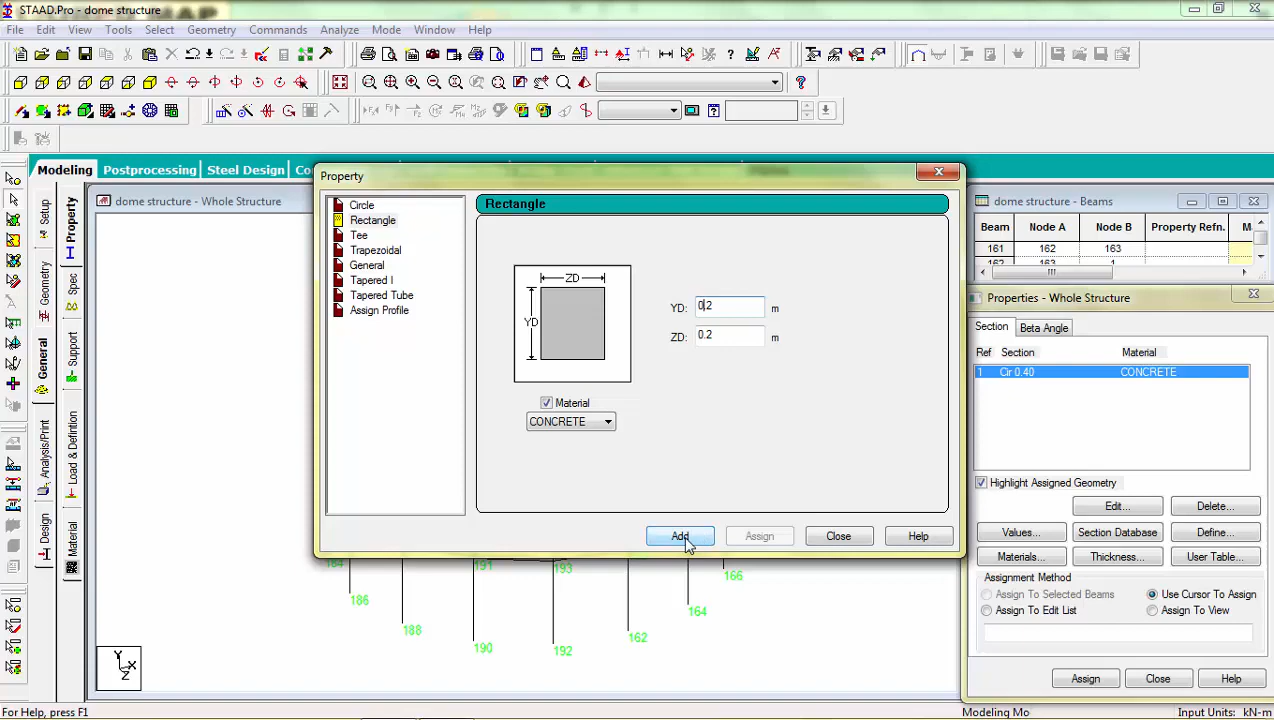 STAAD.Pro - dome structure
File Edit View Tools Select Geometry Commands Analyze Mode Window Help
Modeling Postprocessing Steel Design
dome structure - Whole Structure
Setup Property
Geometry Spec
General Support
Analysis/Print Load & Definition
Design Material
Property
Circle
Rectangle
Tee
Trapezoidal
General
Tapered I
Tapered Tube
Assign Profile
Rectangle
ZD
YD
YD: 0.2 m
ZD: 0.2 m
Material
CONCRETE
Add Assign Close Help
184 191 193 166
186 164
188 162
190 192
Y X Z
dome structure - Beams
Beam Node A Node B Property Refn.
161 162 163
162 163 1
Properties - Whole Structure
Section Beta Angle
Ref Section Material
1 Cir 0.40 CONCRETE
Highlight Assigned Geometry
Edit... Delete...
Values... Section Database Define...
Materials... Thickness... User Table...
Assignment Method
Assign To Selected Beams Use Cursor To Assign
Assign To Edit List Assign To View
Assign Close Help
For Help, press F1
Modeling Mo Input Units: kN-m